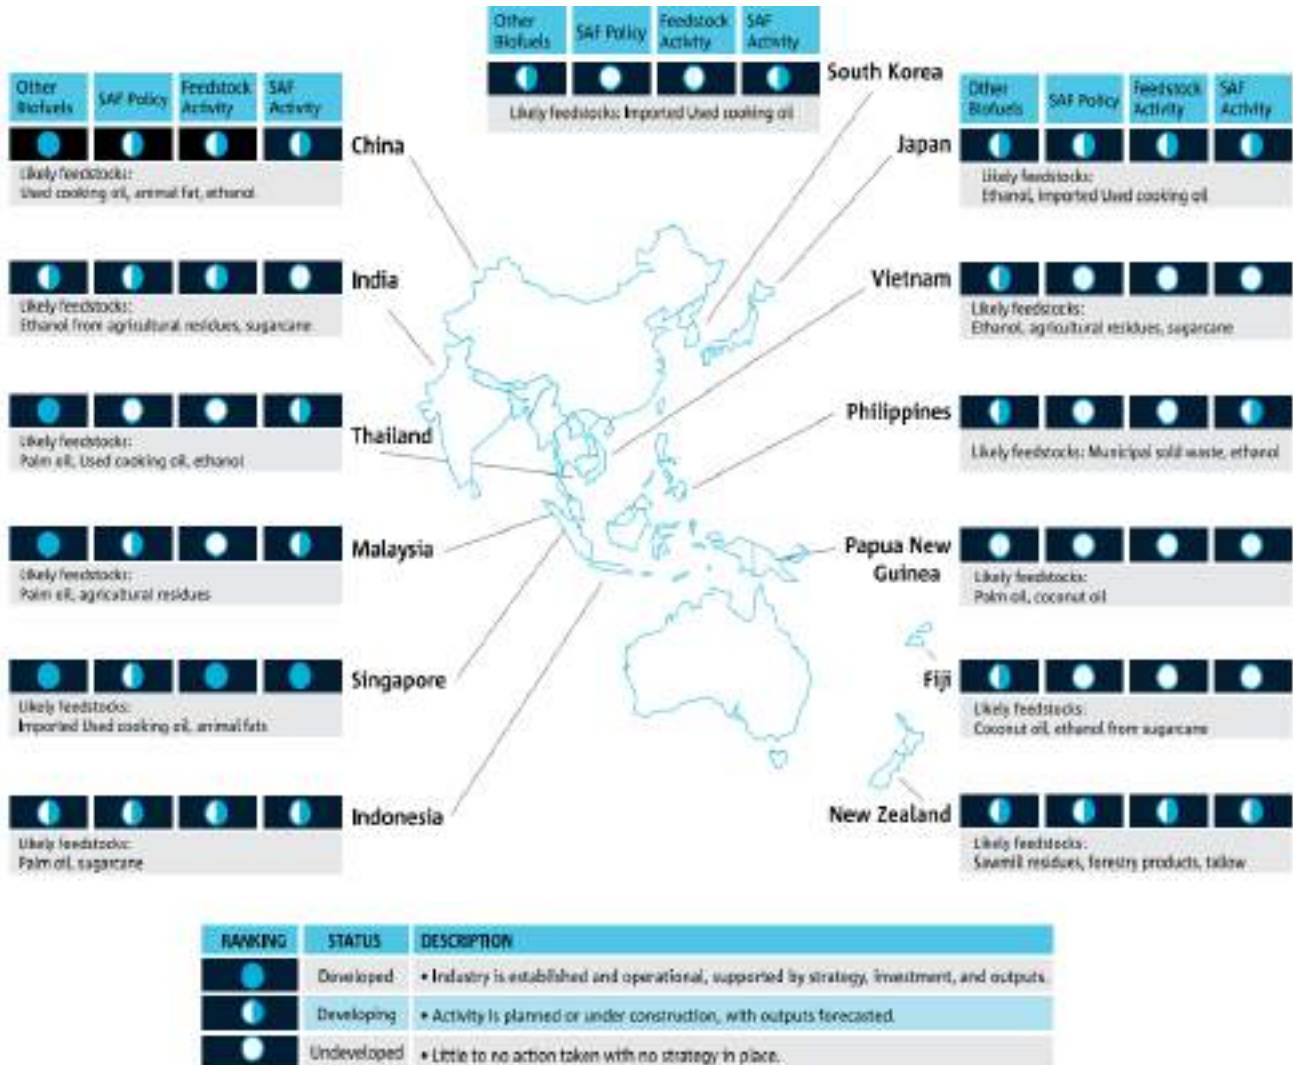 Other Biofuels SAF Policy Feedstock Activity SAF Activity
South Korea
Likely feedstocks: Imported Used cooking oil
Other Biofuels SAF Policy Feedstock Activity SAF Activity
China
Likely feedstocks:
Used cooking oil, animal fat, ethanol
Other Biofuels SAF Policy Feedstock Activity SAF Activity
Japan
Likely feedstocks:
Ethanol, Imported Used cooking oil
India
Likely feedstocks:
Ethanol from agricultural residues, sugarcane
Vietnam
Likely feedstocks:
Ethanol, agricultural residues, sugarcane
Thailand
Likely feedstocks:
Palm oil, Used cooking oil, ethanol
Philippines
Likely feedstocks: Municipal sold waste, ethanol
Malaysia
Likely feedstocks:
Palm oil, agricultural residues
Papua New
Guinea
Likely feedstocks:
Palm oil, coconut oil
Singapore
Likely feedstocks:
Imported Used cooking oil, animal fats
Fiji
Likely feedstocks:
Coconut oil, ethanol from sugarcane
Indonesia
Likely feedstocks:
Palm oil, sugarcane
New Zealand
Likely feedstocks:
Sawmill residues, forestry products, tallow
RANKING STATUS DESCRIPTION
Developed • Industry is established and operational, supported by strategy, investment, and outputs.
Developing • Activity is planned or under construction, with outputs forecasted.
Undeveloped • Little to no action taken with no strategy in place.